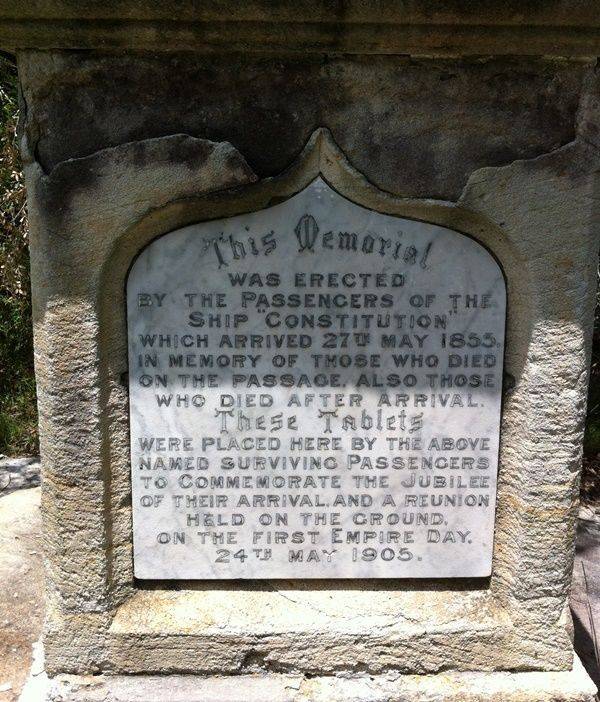 This Memorial
WAS ERECTED
BY THE PASSENGERS OF THE
SHIP "CONSTITUTION"
WHICH ARRIVED 27TH MAY 1855.
IN MEMORY OF THOSE WHO DIED
ON THE PASSAGE. ALSO THOSE
WHO DIED AFTER ARRIVAL.
These Tablets
WERE PLACED HERE BY THE ABOVE
NAMED SURVIVING PASSENGERS
TO COMMEMORATE THE JUBILEE
OF THEIR ARRIVAL, AND A REUNION
HELD ON THE GROUND,
ON THE FIRST EMPIRE DAY.
24TH MAY 1905.